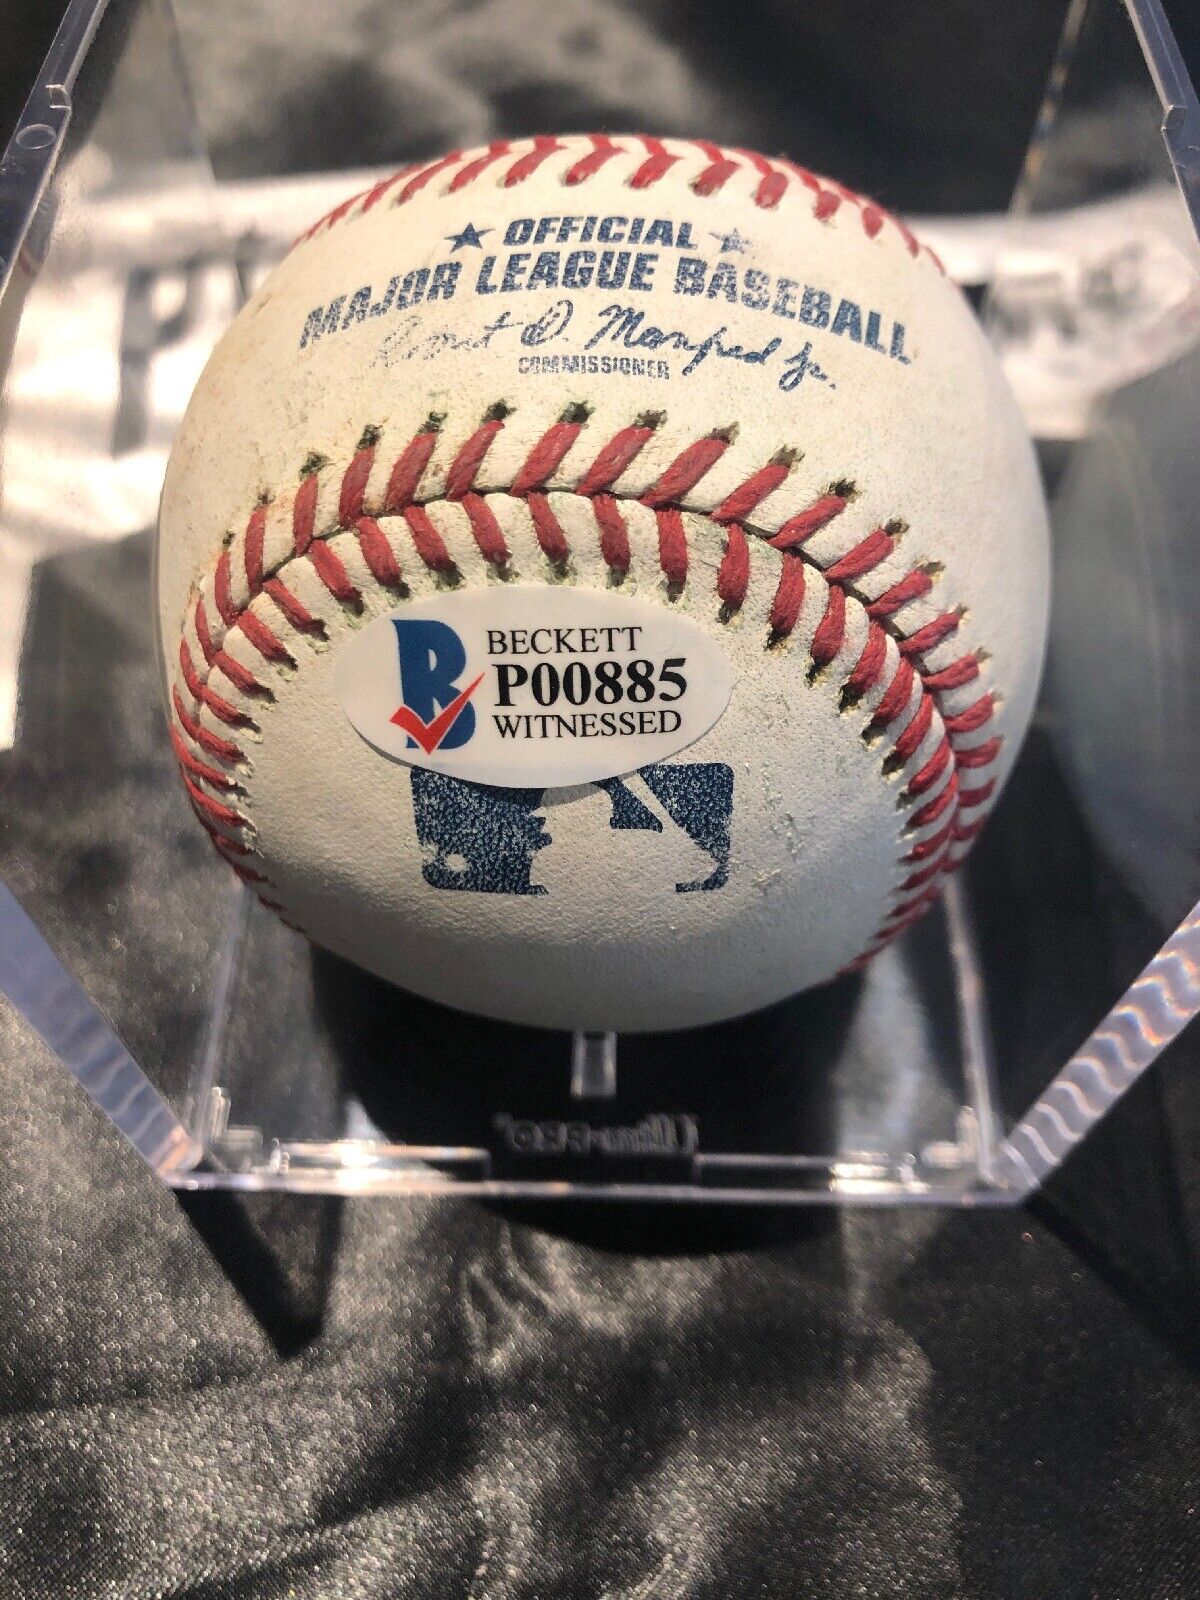 ★ OFFICIAL ★
MAJOR LEAGUE BASEBALL
Robert D. Manfred Jr.
COMMISSIONER
B BECKETT
P00885
WITNESSED